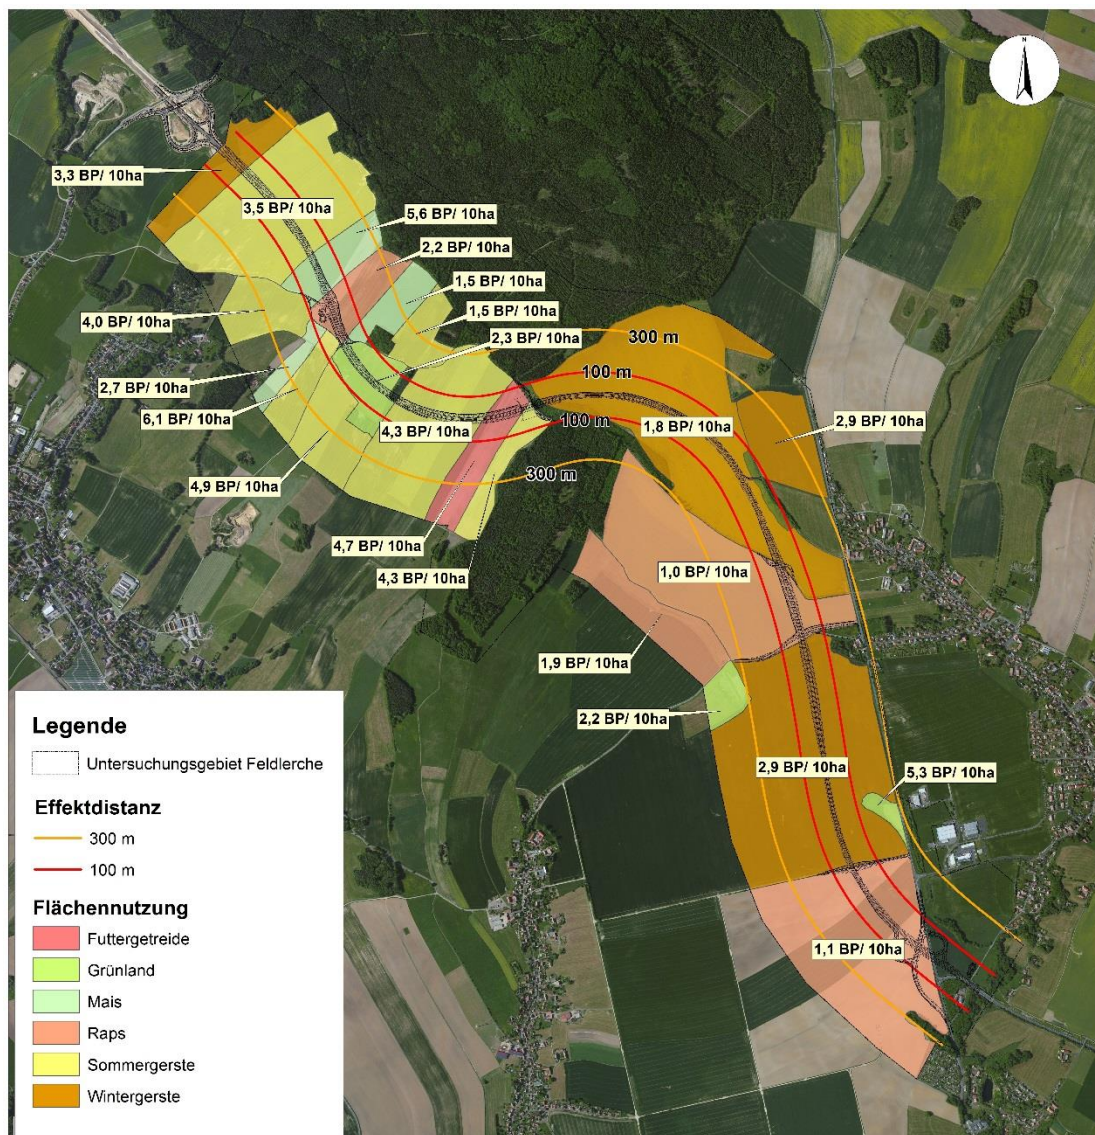 N
3,3 BP/ 10ha
3,5 BP/ 10ha
5,6 BP/ 10ha
2,2 BP/ 10ha
1,5 BP/ 10ha
4,0 BP/ 10ha
1,5 BP/ 10ha
2,3 BP/ 10ha
300 m
2,7 BP/ 10ha
100 m
6,1 BP/ 10ha
4,3 BP/ 10ha
100 m
1,8 BP/ 10ha
2,9 BP/ 10ha
4,9 BP/ 10ha
300 m
4,7 BP/ 10ha
4,3 BP/ 10ha
1,0 BP/ 10ha
1,9 BP/ 10ha
2,2 BP/ 10ha
2,9 BP/ 10ha
5,3 BP/ 10ha
1,1 BP/ 10ha
Legende
Untersuchungsgebiet Feldlerche
Effektdistanz
300 m
100 m
Flächennutzung
Futtergetreide
Grünland
Mais
Raps
Sommergerste
Wintergerste